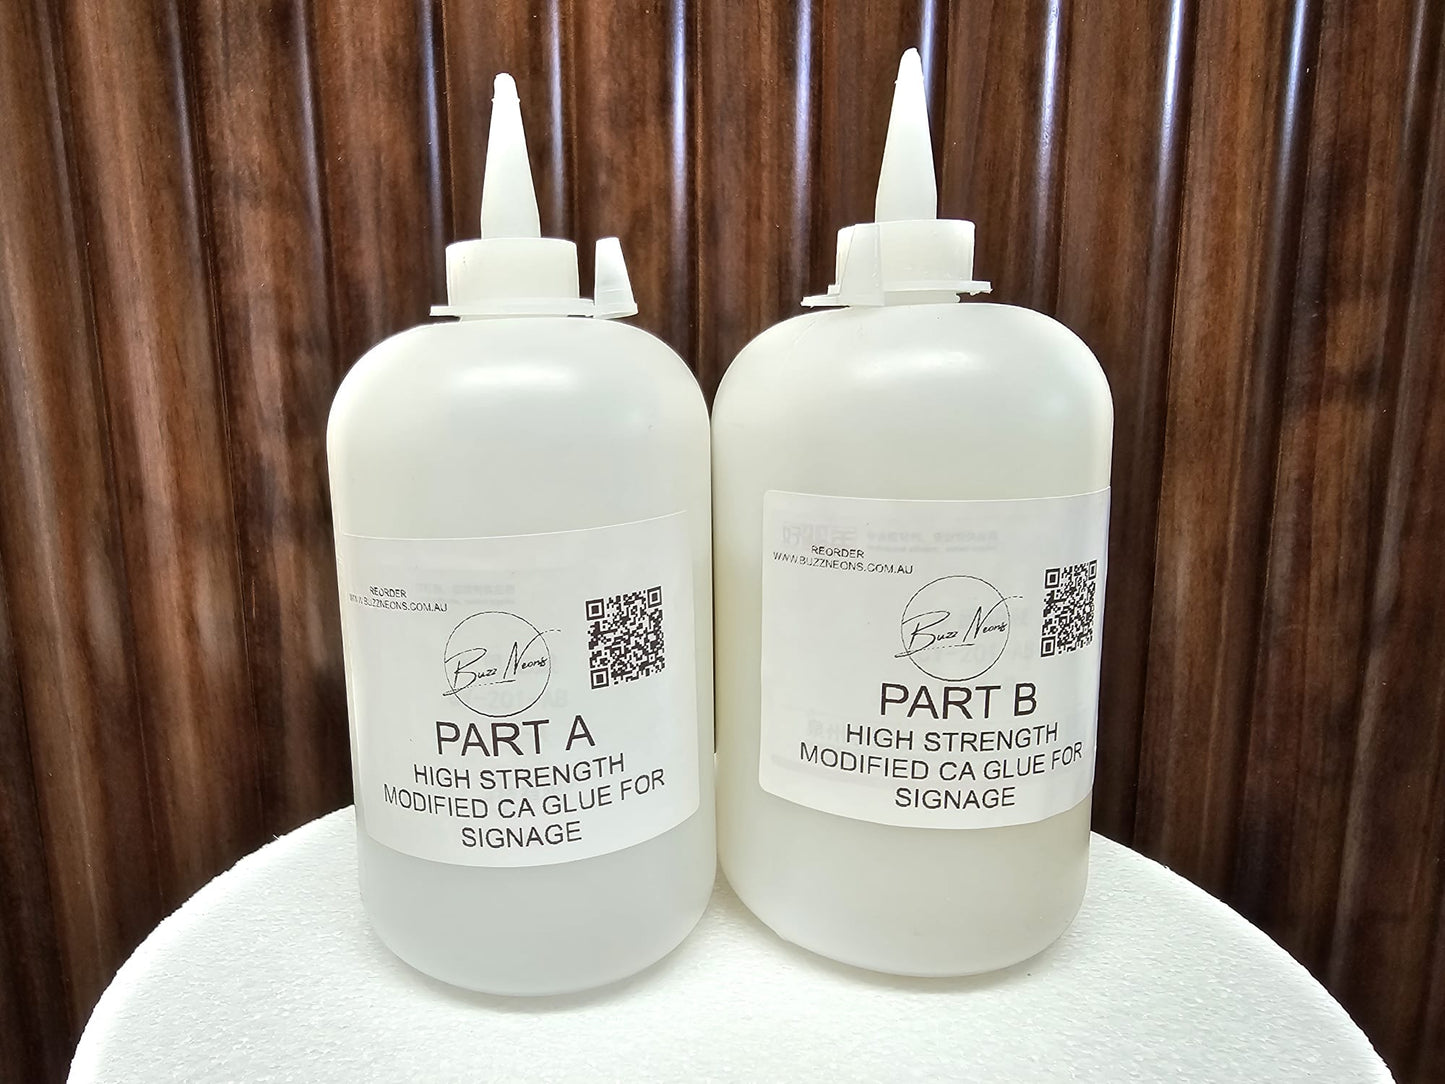 REORDER
WWW.BUZZNEONS.COM.AU
Buzz Neons
PART A
HIGH STRENGTH
MODIFIED CA GLUE FOR
SIGNAGE
REORDER
WWW.BUZZNEONS.COM.AU
Buzz Neons
PART B
HIGH STRENGTH
MODIFIED CA GLUE FOR
SIGNAGE